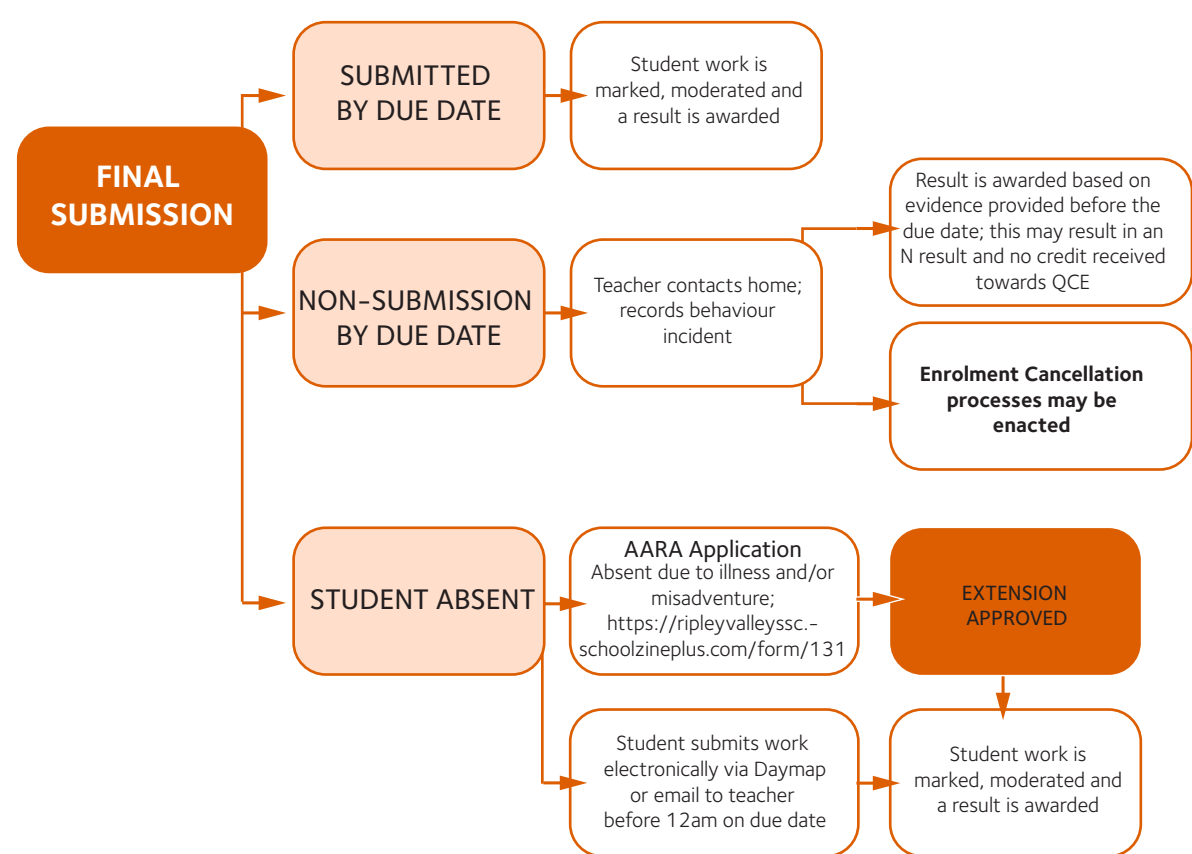 FINAL
SUBMISSION
SUBMITTED
BY DUE DATE
Student work is
marked, moderated and
a result is awarded
NON-SUBMISSION
BY DUE DATE
Teacher contacts home;
records behaviour
incident
Result is awarded based on
evidence provided before the
due date; this may result in an
N result and no credit received
towards QCE
Enrolment Cancellation
processes may be
enacted
STUDENT ABSENT
AARA Application
Absent due to illness and/or
misadventure;
https://ripleyvalleyssc.-
schoolzineplus.com/form/131
EXTENSION
APPROVED
Student submits work
electronically via Daymap
or email to teacher
before 12am on due date
Student work is
marked, moderated and
a result is awarded